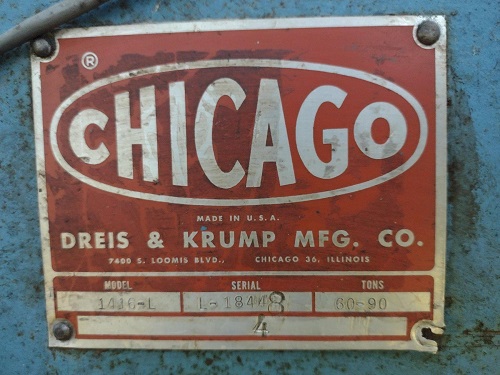 ®
CHICAGO
MADE IN U.S.A.
DREIS & KRUMP MFG. CO.
7400 S. LOOMIS BLVD., CHICAGO 36, ILLINOIS
MODEL SERIAL TONS
L-18448 60-90
4